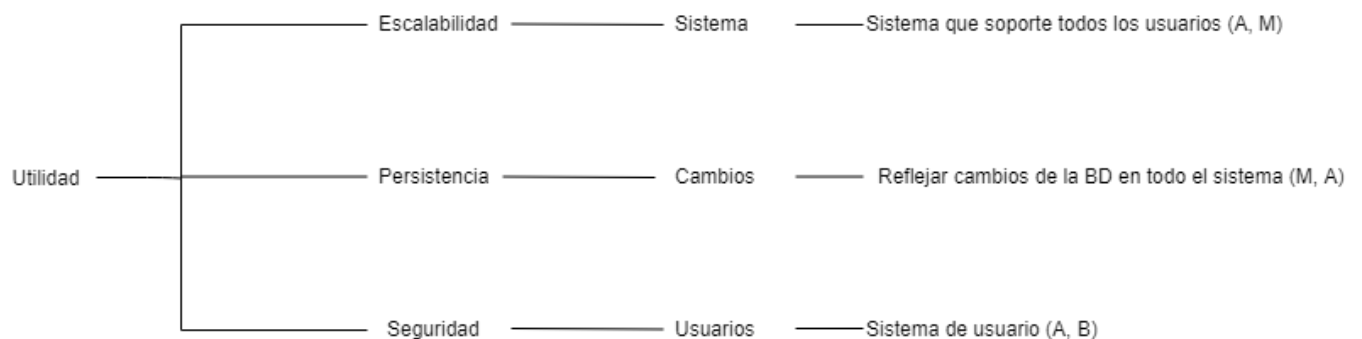 Escalabilidad Sistema Sistema que soporte todos los usuarios (A, M)
Utilidad Persistencia Cambios Reflejar cambios de la BD en todo el sistema (M, A)
Seguridad Usuarios Sistema de usuario (A, B)